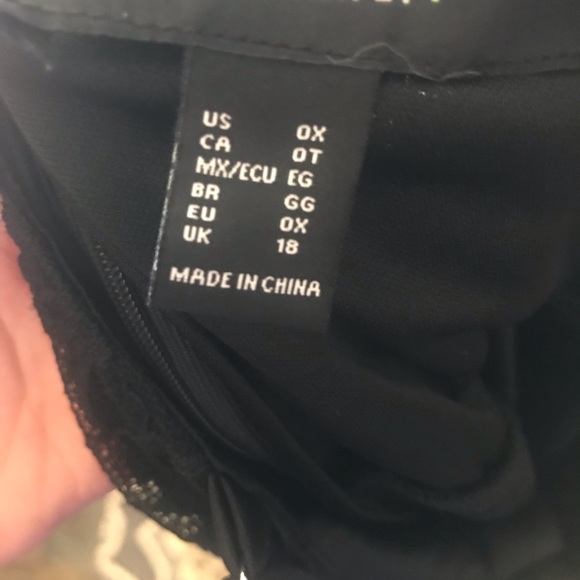 US 0X
CA 0T
MX/ECU EG
BR GG
EU 0X
UK 18
MADE IN CHINA